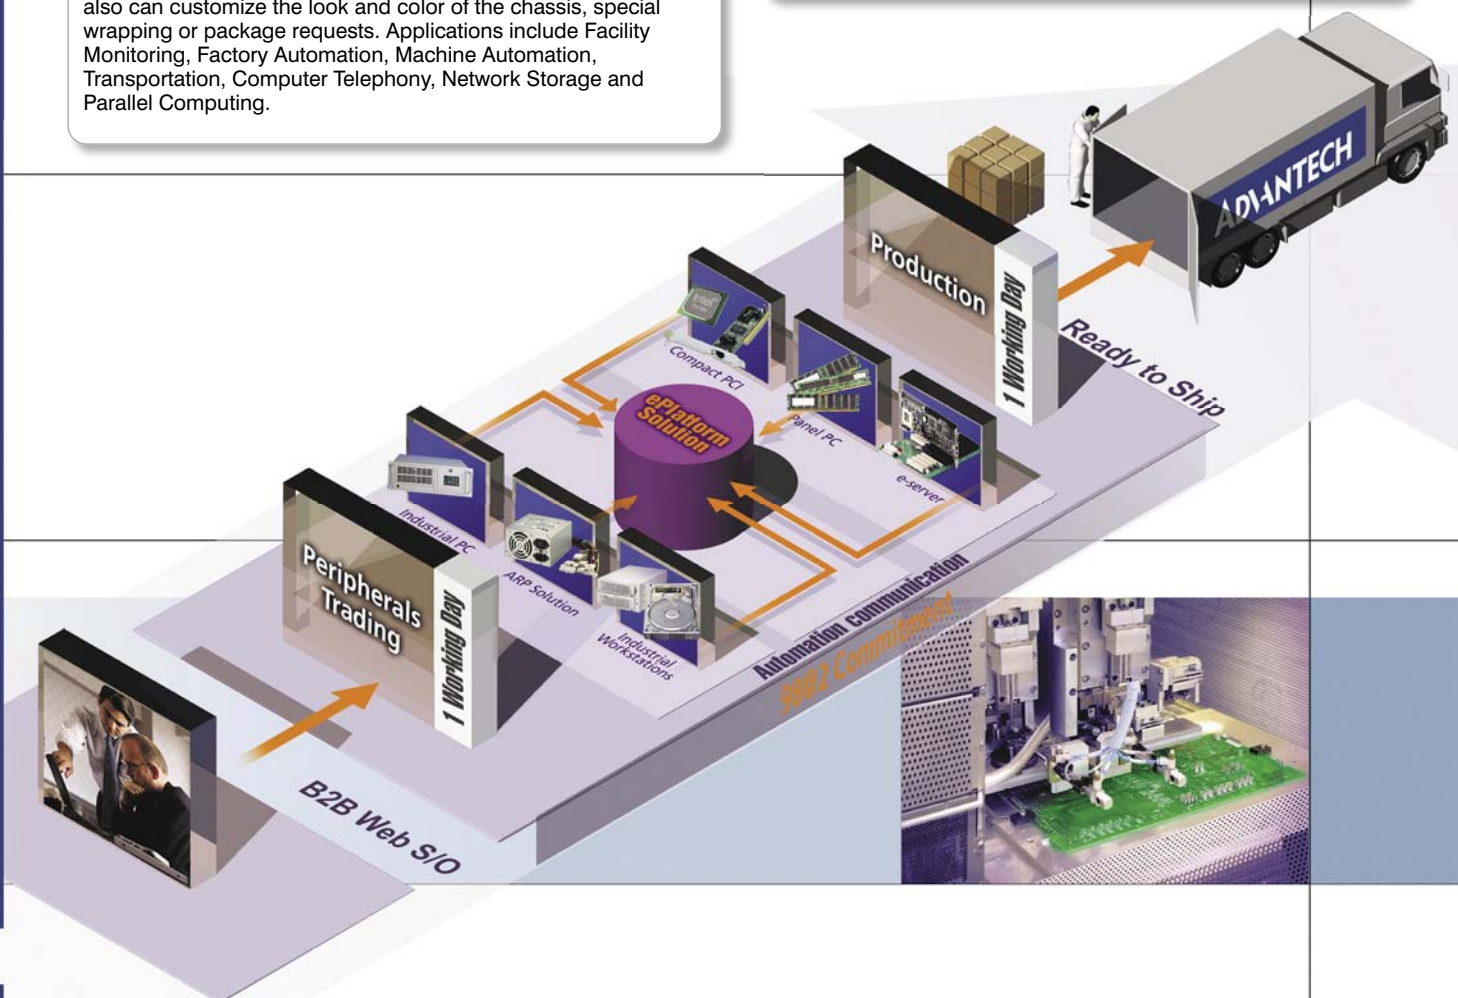 also can customize the look and color of the chassis, special
wrapping or package requests. Applications include Facility
Monitoring, Factory Automation, Machine Automation,
Transportation, Computer Telephony, Network Storage and
Parallel Computing.
ADVANTECH
Production
1 Working Day
Ready to Ship
intel
Compact PCI
Panel PC
e-server
ePlatform
Solution
Industrial PC
ARP Solution
Industrial
Workstations
Peripherals
Trading
1 Working Day
Automation communication
98@2 Commitment
B2B Web S/O